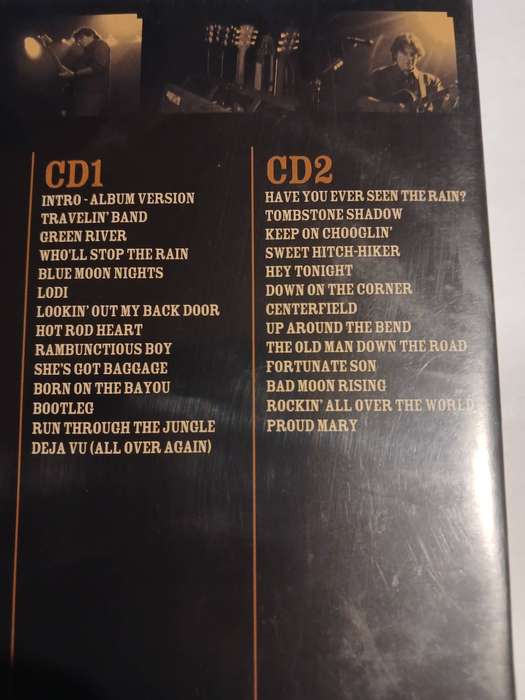 CD1
INTRO - ALBUM VERSION
TRAVELIN' BAND
GREEN RIVER
WHO'LL STOP THE RAIN
BLUE MOON NIGHTS
LODI
LOOKIN' OUT MY BACK DOOR
HOT ROD HEART
RAMBUNCTIOUS BOY
SHE'S GOT BAGGAGE
BORN ON THE BAYOU
BOOTLEG
RUN THROUGH THE JUNGLE
DEJA VU (ALL OVER AGAIN)
CD2
HAVE YOU EVER SEEN THE RAIN?
TOMBSTONE SHADOW
KEEP ON CHOOGLIN'
SWEET HITCH-HIKER
HEY TONIGHT
DOWN ON THE CORNER
CENTERFIELD
UP AROUND THE BEND
THE OLD MAN DOWN THE ROAD
FORTUNATE SON
BAD MOON RISING
ROCKIN' ALL OVER THE WORLD
PROUD MARY